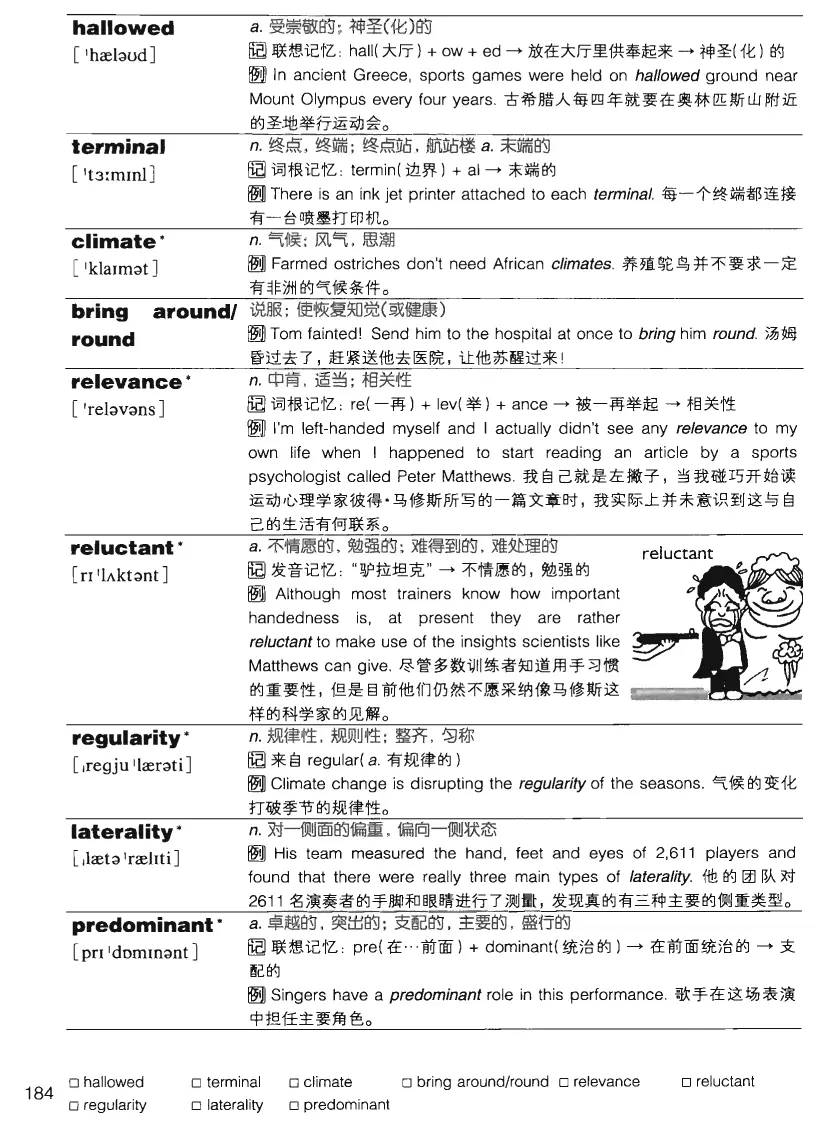 hallowed a. 受崇敬的；神圣(化)的
[ ˈhæləʊd ] 记 联想记忆：hall(大厅) + ow + ed → 放在大厅里供奉起来 → 神圣(化)的
例 In ancient Greece, sports games were held on hallowed ground near
Mount Olympus every four years. 古希腊人每四年就要在奥林匹斯山附近
的圣地举行运动会。
terminal n. 终点，终端；终点站，航站楼 a. 末端的
[ ˈtɜːmɪnl ] 记 词根记忆：termin(边界) + al → 末端的
例 There is an ink jet printer attached to each terminal. 每一个终端都连接
有一台喷墨打印机。
climate* n. 气候；风气，思潮
[ ˈklaɪmət ] 例 Farmed ostriches don't need African climates. 养殖鸵鸟并不要求一定
有非洲的气候条件。
bring around/ 说服；使恢复知觉(或健康)
round 例 Tom fainted! Send him to the hospital at once to bring him round. 汤姆
昏过去了，赶紧送他去医院，让他苏醒过来！
relevance* n. 中肯，适当；相关性
[ ˈreləvəns ] 记 词根记忆：re(一再) + lev(举) + ance → 被一再举起 → 相关性
例 I'm left-handed myself and I actually didn't see any relevance to my
own life when I happened to start reading an article by a sports
psychologist called Peter Matthews. 我自己就是左撇子，当我碰巧开始读
运动心理学家彼得·马修斯所写的一篇文章时，我实际上并未意识到这与自
己的生活有何联系。
reluctant* a. 不情愿的，勉强的；难得到的，难处理的
[ rɪˈlʌktənt ] 记 发音记忆：“驴拉坦克” → 不情愿的，勉强的
例 Although most trainers know how important
handedness is, at present they are rather
reluctant to make use of the insights scientists like
Matthews can give. 尽管多数训练者知道用手习惯
的重要性，但是目前他们仍然不愿采纳像马修斯这
样的科学家的见解。
reluctant
regularity* n. 规律性，规则性；整齐，匀称
[ ˌreɡjuˈlærəti ] 记 来自 regular(a. 有规律的)
例 Climate change is disrupting the regularity of the seasons. 气候的变化
打破季节的规律性。
laterality* n. 对一侧面的偏重，偏向一侧状态
[ ˌlætəˈrælɪti ] 例 His team measured the hand, feet and eyes of 2,611 players and
found that there were really three main types of laterality. 他的团队对
2611 名演奏者的手脚和眼睛进行了测量，发现真的有三种主要的侧重类型。
predominant* a. 卓越的，突出的；支配的，主要的，盛行的
[ prɪˈdɒmɪnənt ] 记 联想记忆：pre(在…前面) + dominant(统治的) → 在前面统治的 → 支
配的
例 Singers have a predominant role in this performance. 歌手在这场表演
中担任主要角色。
184 □ hallowed □ terminal □ climate □ bring around/round □ relevance □ reluctant
□ regularity □ laterality □ predominant